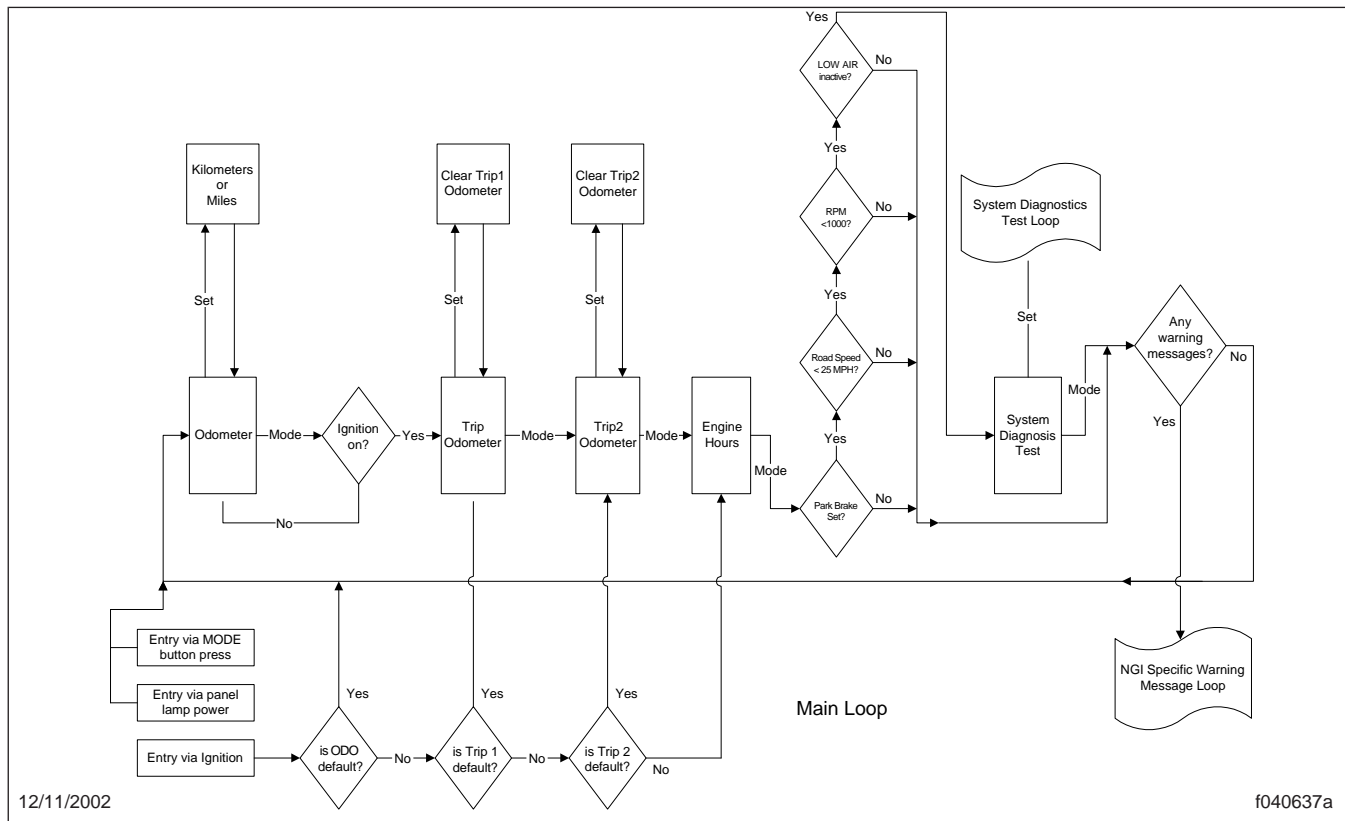 Yes
LOW AIR
inactive?
No
Yes
Kilometers
or
Miles
Clear Trip1
Odometer
Clear Trip2
Odometer
RPM
<1000?
No
System Diagnostics
Test Loop
Set
Set
Set
Yes
Set
Road Speed
< 25 MPH?
No
Any
warning
messages?
No
Odometer
Mode
Ignition
on?
Yes
Trip
Odometer
Mode
Trip2
Odometer
Mode
Engine
Hours
Mode
Yes
System
Diagnosis
Test
Mode
Yes
No
Park Brake
Set?
No
Entry via MODE
button press
Entry via panel
lamp power
Entry via Ignition
Yes
is ODO
default?
No
Yes
is Trip 1
default?
No
Yes
is Trip 2
default?
No
Main Loop
NGI Specific Warning
Message Loop
12/11/2002
f040637a